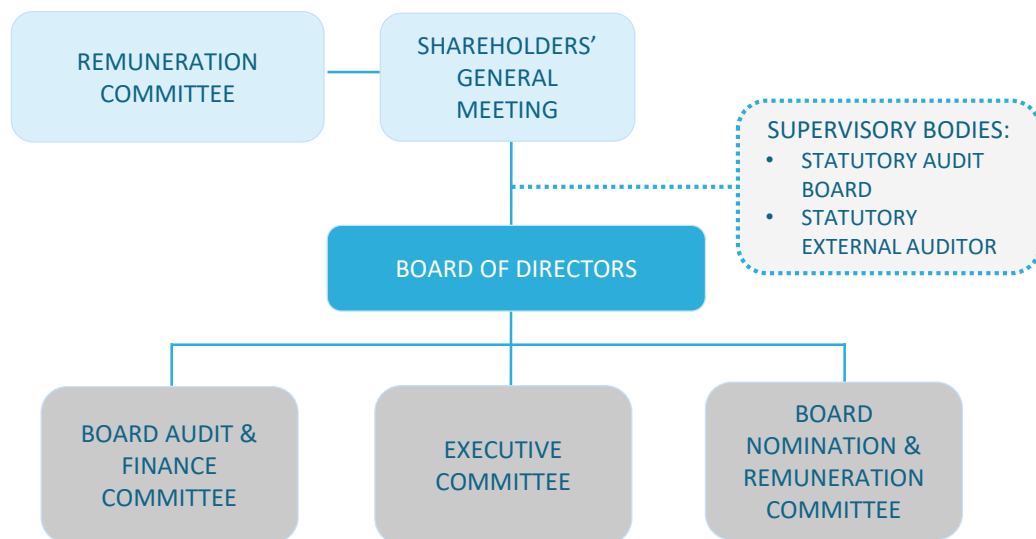 REMUNERATION
COMMITTEE
SHAREHOLDERS’
GENERAL
MEETING
SUPERVISORY BODIES:
• STATUTORY AUDIT
BOARD
• STATUTORY
EXTERNAL AUDITOR
BOARD OF DIRECTORS
BOARD AUDIT &
FINANCE
COMMITTEE
EXECUTIVE
COMMITTEE
BOARD
NOMINATION &
REMUNERATION
COMMITTEE